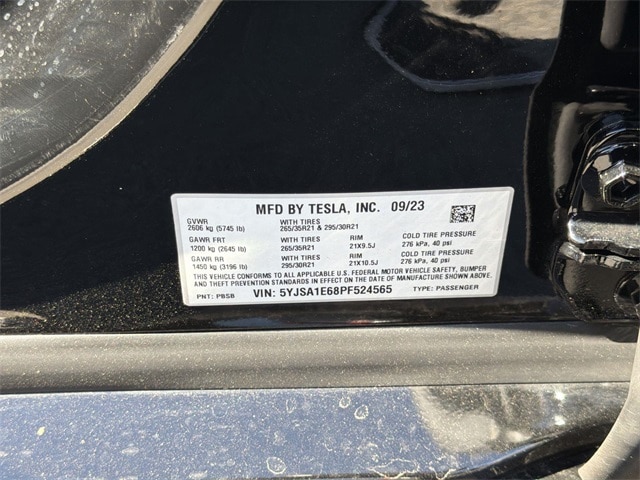 MFD BY TESLA, INC. 09/23
GVWR WITH TIRES
2606 kg (5745 lb) 265/35R21 & 295/30R21
GAWR FRT WITH TIRES RIM COLD TIRE PRESSURE
1200 kg (2645 lb) 265/35R21 21X9.5J 276 kPa, 40 psi
GAWR RR WITH TIRES RIM COLD TIRE PRESSURE
1450 kg (3196 lb) 295/30R21 21X10.5J 276 kPa, 40 psi
THIS VEHICLE CONFORMS TO ALL APPLICABLE U.S. FEDERAL MOTOR VEHICLE SAFETY, BUMPER
AND THEFT PREVENTION STANDARDS IN EFFECT ON THE DATE OF MANUFACTURE SHOWN ABOVE.
PNT: PBSB VIN: 5YJSA1E68PF524565 TYPE: PASSENGER